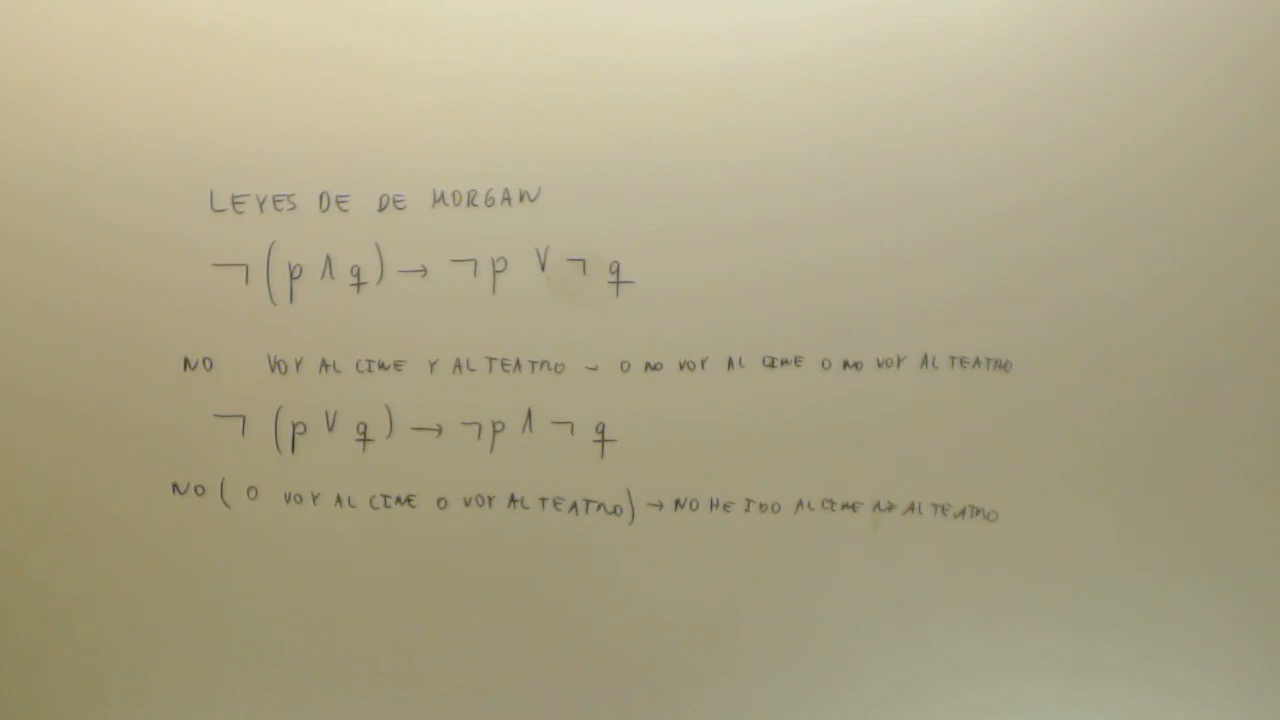 LEYES DE DE MORGAN
¬(p ∧ q) → ¬p ∨ ¬q
NO VOY AL CINE Y AL TEATRO → O NO VOY AL CINE O NO VOY AL TEATRO
¬(p ∨ q) → ¬p ∧ ¬q
NO ( O VOY AL CINE O VOY AL TEATRO) → NO HE IDO AL CINE NI AL TEATRO